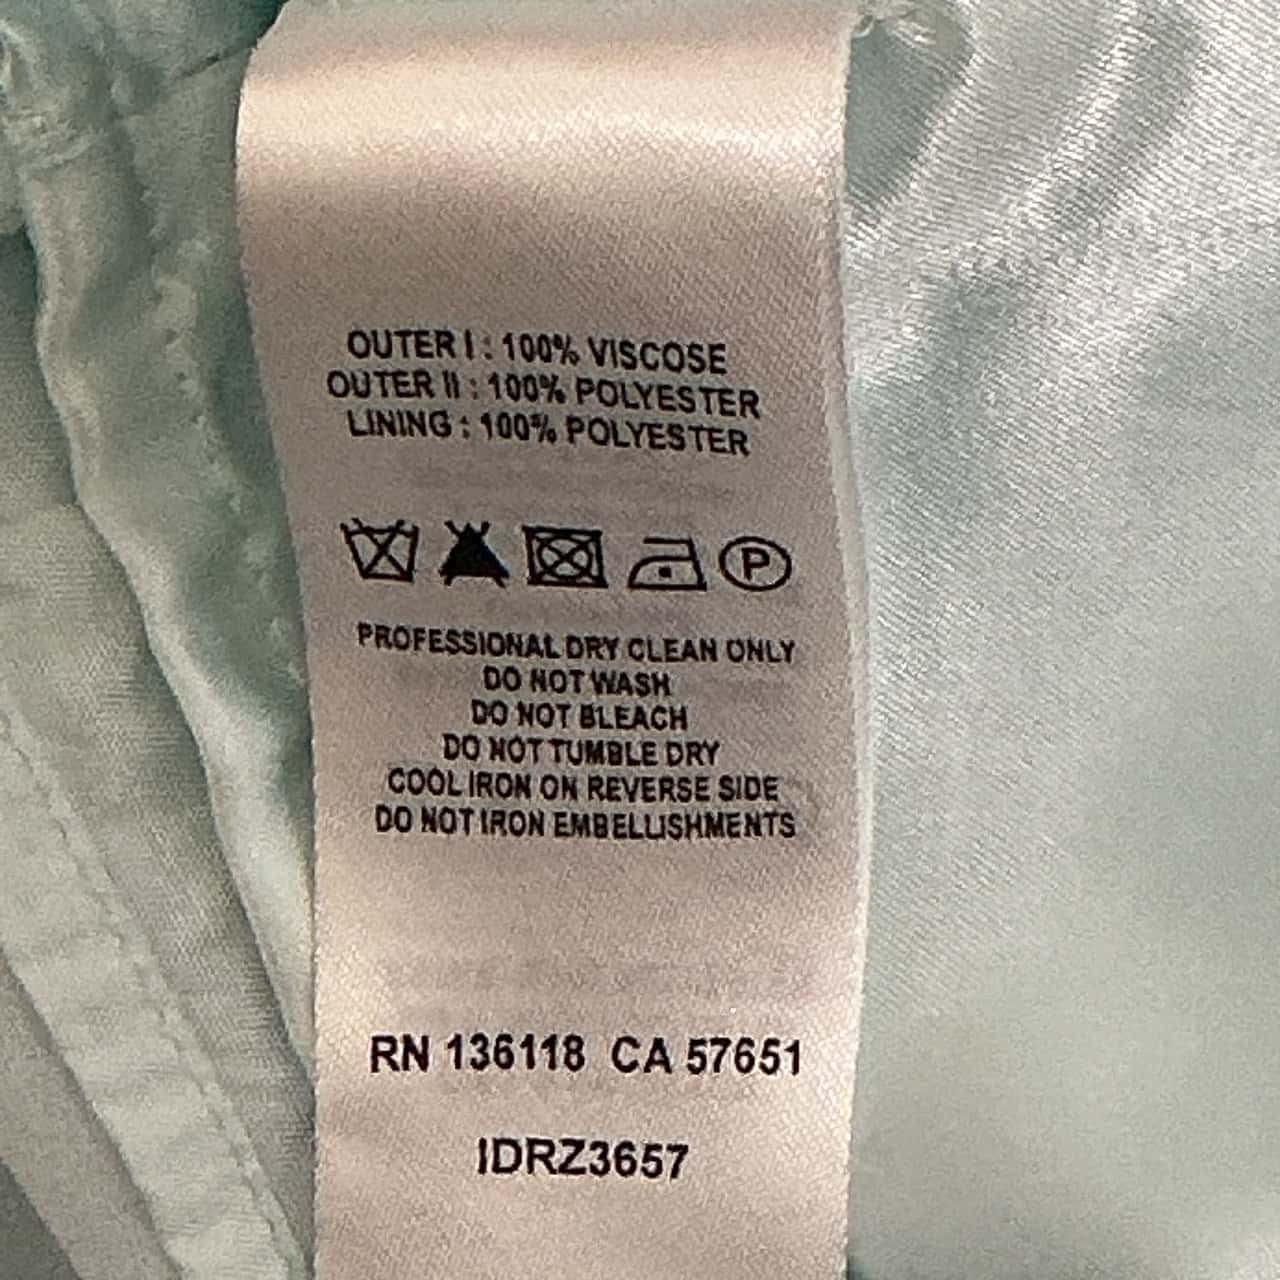 OUTER I : 100% VISCOSE
OUTER II : 100% POLYESTER
LINING : 100% POLYESTER
P
PROFESSIONAL DRY CLEAN ONLY
DO NOT WASH
DO NOT BLEACH
DO NOT TUMBLE DRY
COOL IRON ON REVERSE SIDE
DO NOT IRON EMBELLISHMENTS
RN 136118 CA 57651
IDRZ3657